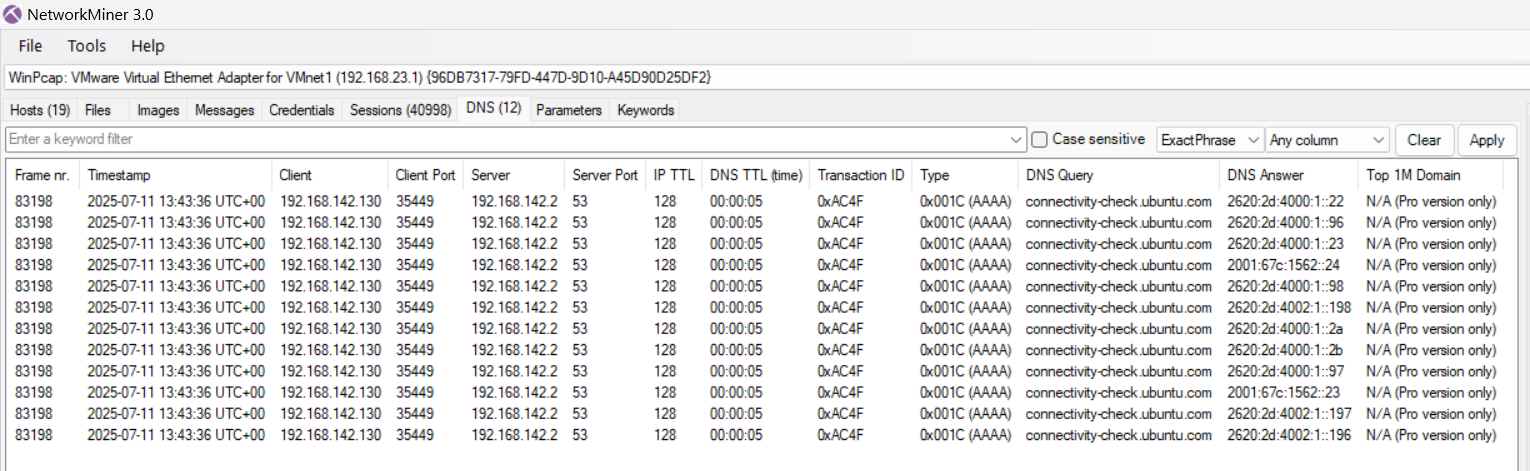 NetworkMiner 3.0
File Tools Help
WinPcap: VMware Virtual Ethernet Adapter for VMnet1 (192.168.23.1) {96DB7317-79FD-447D-9D10-A45D90D25DF2}
Hosts (19) Files Images Messages Credentials Sessions (40998) DNS (12) Parameters Keywords
Enter a keyword filter Case sensitive ExactPhrase Any column Clear Apply
Frame nr. Timestamp Client Client Port Server Server Port IP TTL DNS TTL (time) Transaction ID Type DNS Query DNS Answer Top 1M Domain
83198 2025-07-11 13:43:36 UTC+00 192.168.142.130 35449 192.168.142.2 53 128 00:00:05 0xAC4F 0x001C (AAAA) connectivity-check.ubuntu.com 2620:2d:4000:1::22 N/A (Pro version only)
83198 2025-07-11 13:43:36 UTC+00 192.168.142.130 35449 192.168.142.2 53 128 00:00:05 0xAC4F 0x001C (AAAA) connectivity-check.ubuntu.com 2620:2d:4000:1::96 N/A (Pro version only)
83198 2025-07-11 13:43:36 UTC+00 192.168.142.130 35449 192.168.142.2 53 128 00:00:05 0xAC4F 0x001C (AAAA) connectivity-check.ubuntu.com 2620:2d:4000:1::23 N/A (Pro version only)
83198 2025-07-11 13:43:36 UTC+00 192.168.142.130 35449 192.168.142.2 53 128 00:00:05 0xAC4F 0x001C (AAAA) connectivity-check.ubuntu.com 2001:67c:1562::24 N/A (Pro version only)
83198 2025-07-11 13:43:36 UTC+00 192.168.142.130 35449 192.168.142.2 53 128 00:00:05 0xAC4F 0x001C (AAAA) connectivity-check.ubuntu.com 2620:2d:4000:1::98 N/A (Pro version only)
83198 2025-07-11 13:43:36 UTC+00 192.168.142.130 35449 192.168.142.2 53 128 00:00:05 0xAC4F 0x001C (AAAA) connectivity-check.ubuntu.com 2620:2d:4002:1::198 N/A (Pro version only)
83198 2025-07-11 13:43:36 UTC+00 192.168.142.130 35449 192.168.142.2 53 128 00:00:05 0xAC4F 0x001C (AAAA) connectivity-check.ubuntu.com 2620:2d:4000:1::2a N/A (Pro version only)
83198 2025-07-11 13:43:36 UTC+00 192.168.142.130 35449 192.168.142.2 53 128 00:00:05 0xAC4F 0x001C (AAAA) connectivity-check.ubuntu.com 2620:2d:4000:1::2b N/A (Pro version only)
83198 2025-07-11 13:43:36 UTC+00 192.168.142.130 35449 192.168.142.2 53 128 00:00:05 0xAC4F 0x001C (AAAA) connectivity-check.ubuntu.com 2620:2d:4000:1::97 N/A (Pro version only)
83198 2025-07-11 13:43:36 UTC+00 192.168.142.130 35449 192.168.142.2 53 128 00:00:05 0xAC4F 0x001C (AAAA) connectivity-check.ubuntu.com 2001:67c:1562::23 N/A (Pro version only)
83198 2025-07-11 13:43:36 UTC+00 192.168.142.130 35449 192.168.142.2 53 128 00:00:05 0xAC4F 0x001C (AAAA) connectivity-check.ubuntu.com 2620:2d:4002:1::197 N/A (Pro version only)
83198 2025-07-11 13:43:36 UTC+00 192.168.142.130 35449 192.168.142.2 53 128 00:00:05 0xAC4F 0x001C (AAAA) connectivity-check.ubuntu.com 2620:2d:4002:1::196 N/A (Pro version only)